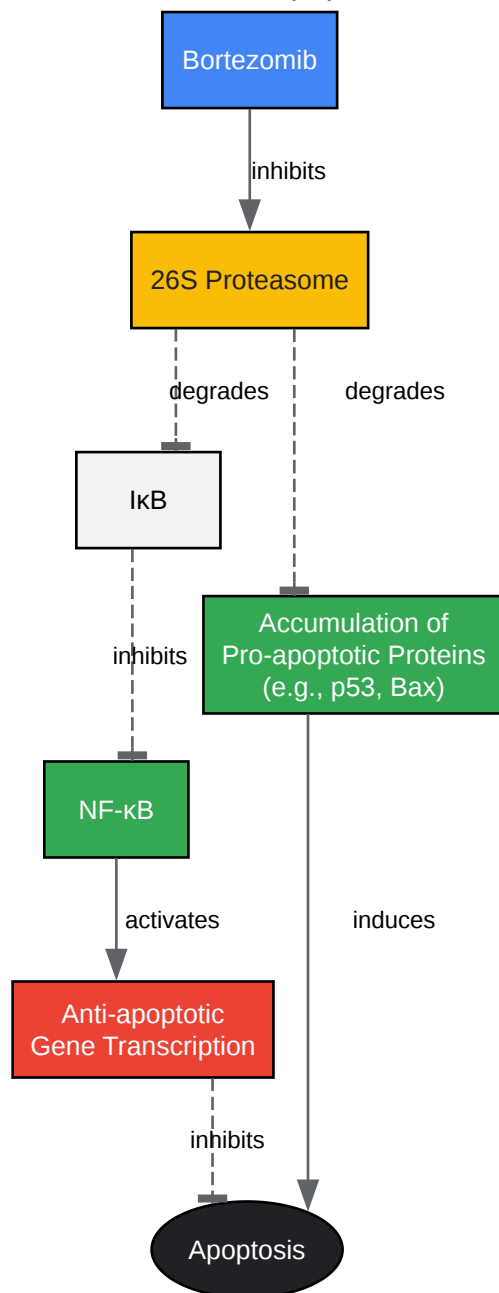 Bortezomib
inhibits
26S Proteasome
degrades
degrades
IκB
Accumulation of
Pro-apoptotic Proteins
(e.g., p53, Bax)
inhibits
NF-κB
activates
induces
Anti-apoptotic
Gene Transcription
inhibits
Apoptosis